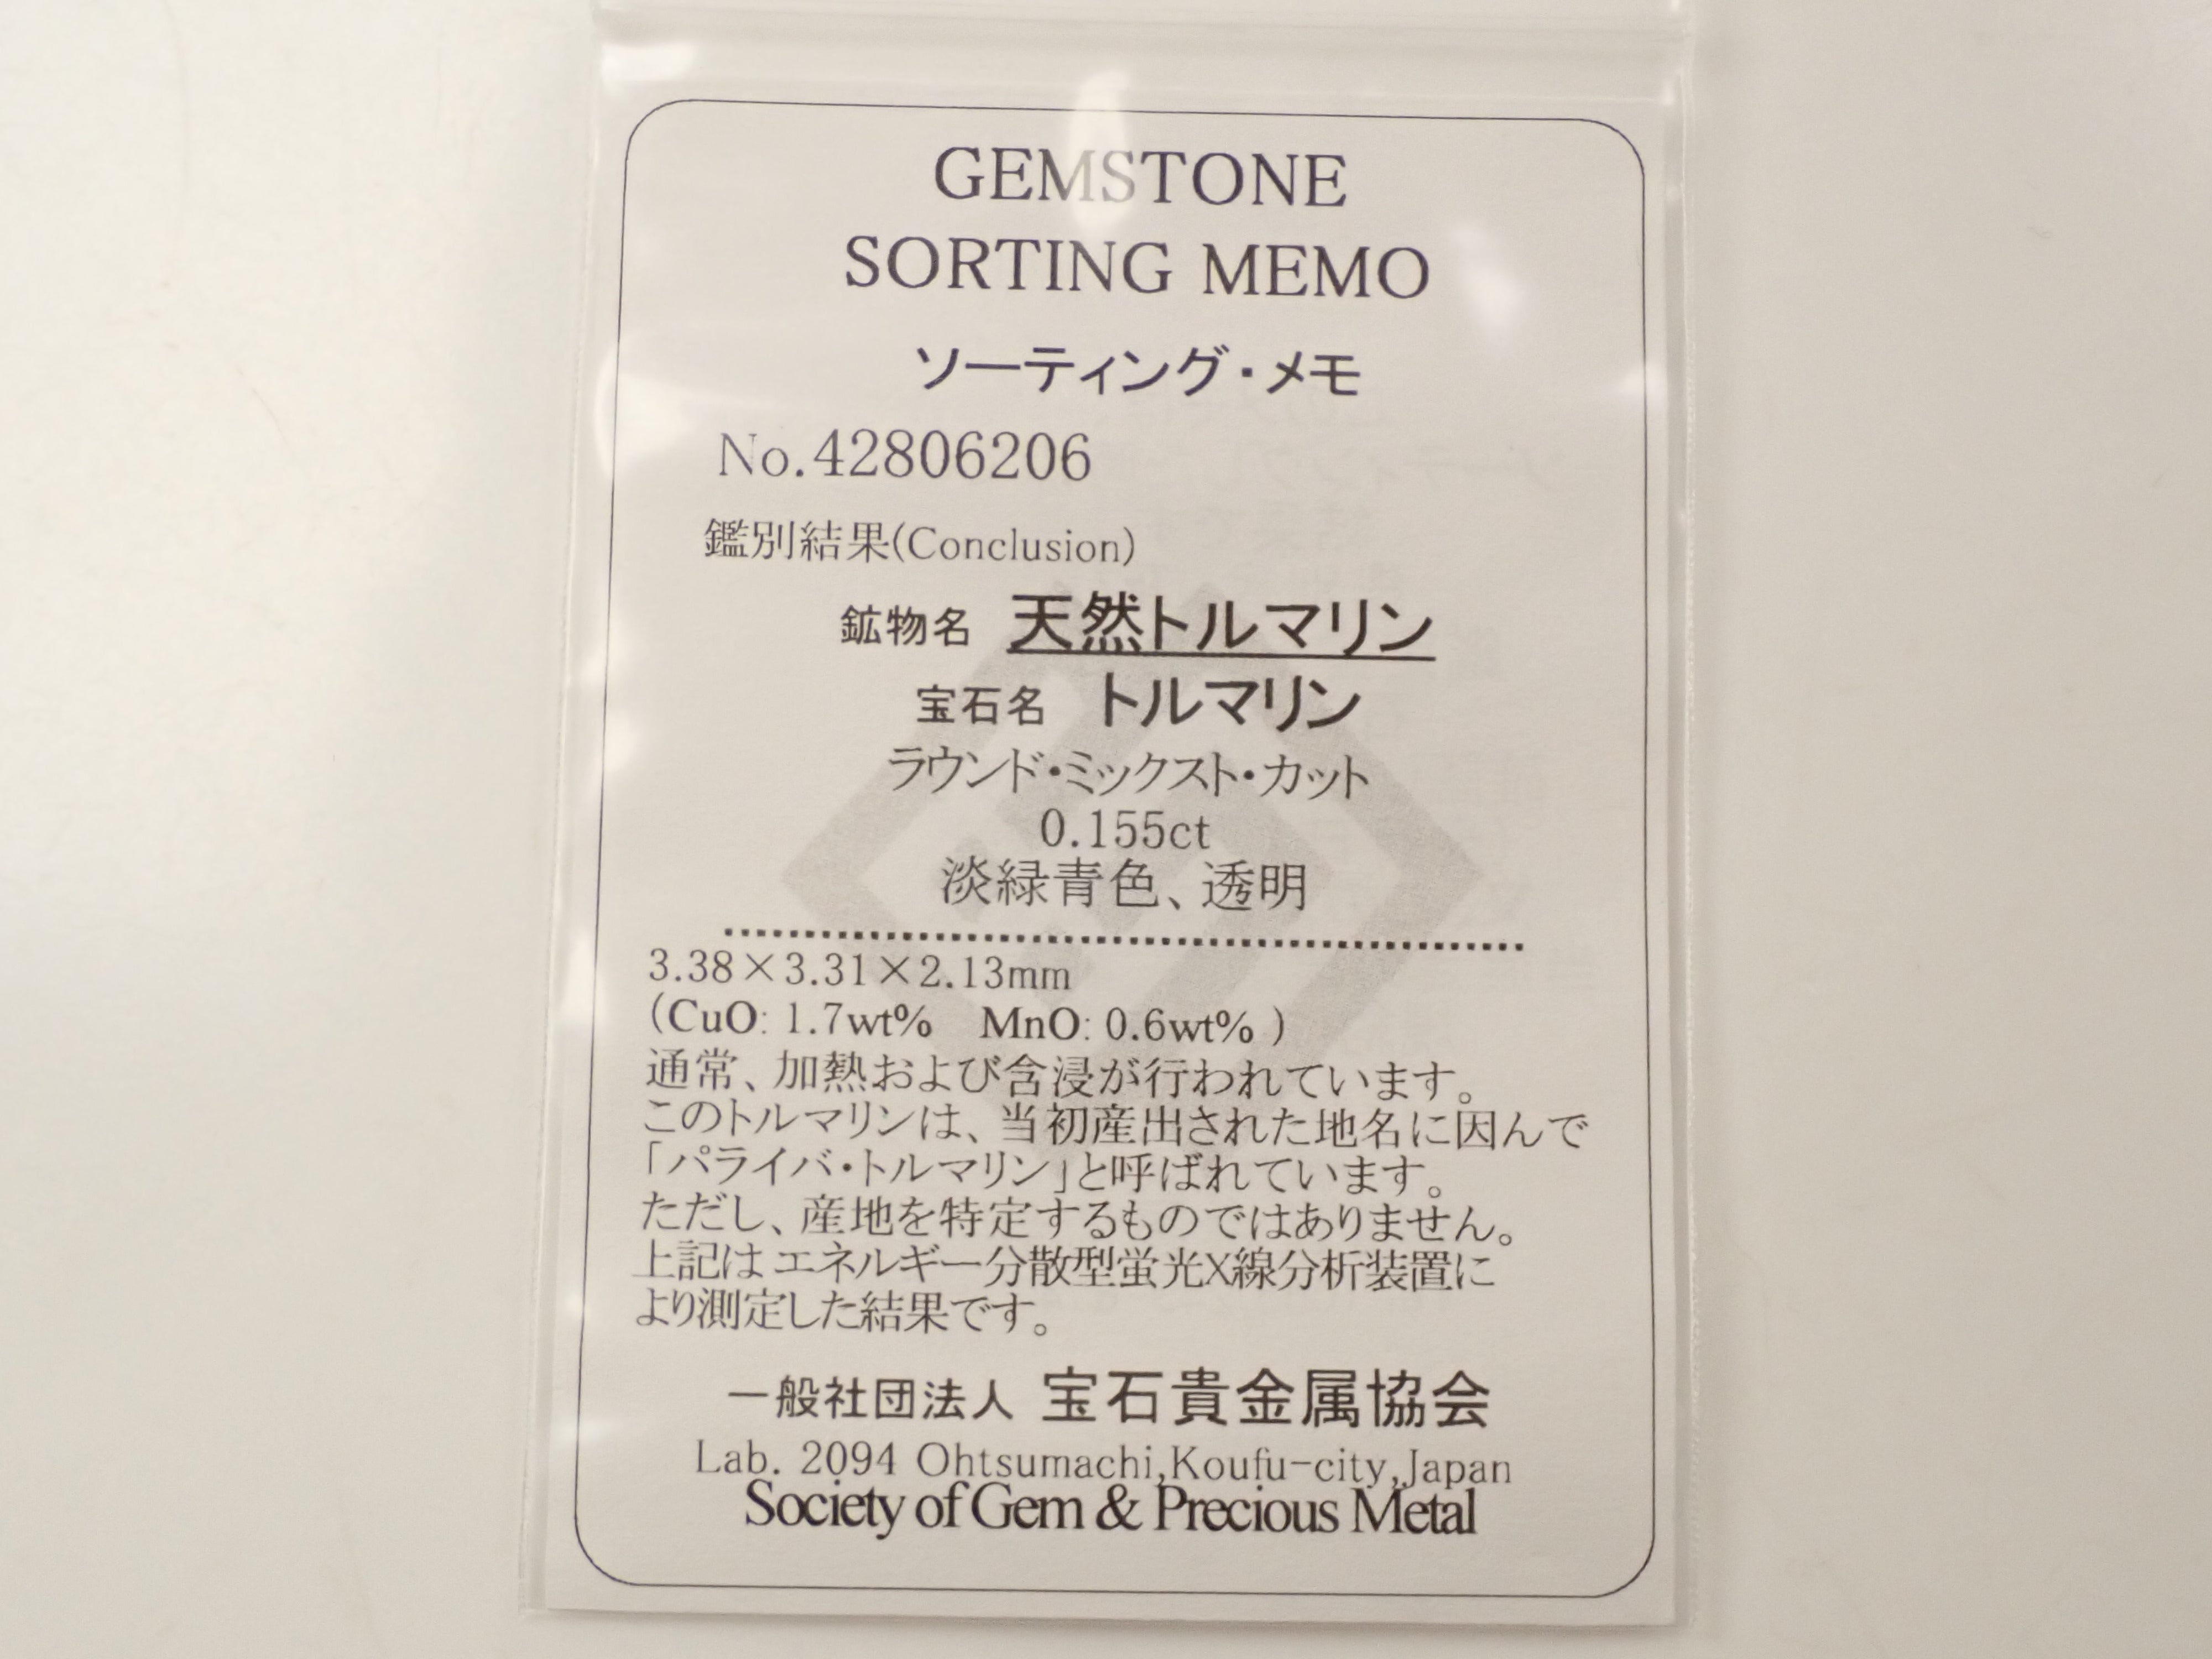 GEMSTONE
SORTING MEMO
ソーティング・メモ
No.42806206
鑑別結果(Conclusion)
鉱物名 天然トルマリン
宝石名 トルマリン
ラウンド・ミックスト・カット
0.155ct
淡緑青色、透明
3.38×3.31×2.13mm
(CuO: 1.7wt% MnO: 0.6wt% )
通常、加熱および含浸が行われています。
このトルマリンは、当初産出された地名に因んで
「パライバ・トルマリン」と呼ばれています。
ただし、産地を特定するものではありません。
上記はエネルギー分散型蛍光X線分析装置に
より測定した結果です。
一般社団法人 宝石貴金属協会
Lab. 2094 Ohtsumachi,Koufu-city,Japan
Society of Gem & Precious Metal